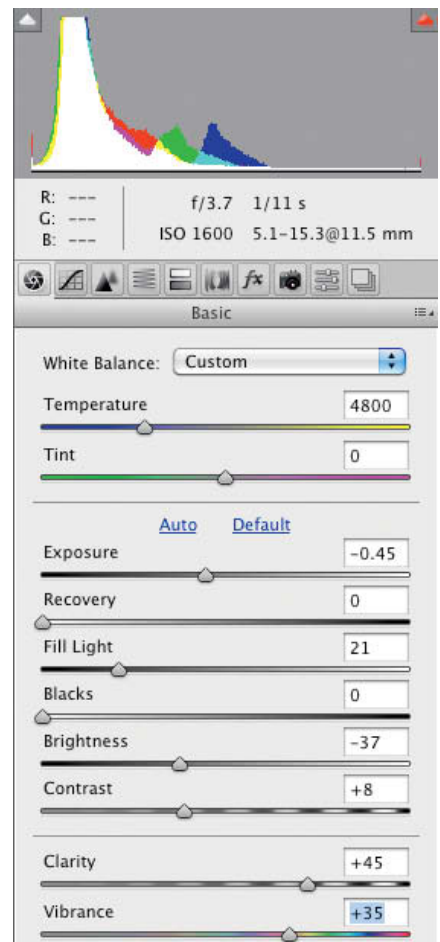 R: ---
G: ---
B: ---
f/3.7 1/11 s
ISO 1600 5.1–15.3@11.5 mm
fx
Basic
White Balance: Custom
Temperature 4800
Tint 0
Auto Default
Exposure -0.45
Recovery 0
Fill Light 21
Blacks 0
Brightness -37
Contrast +8
Clarity +45
Vibrance +35